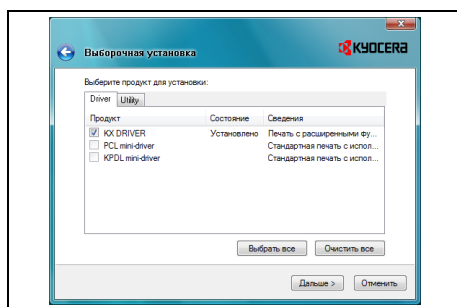 Выборочная установка
KYOCERA
Выберите продукт для установки:
Driver Utility
Продукт Состояние Сведения
KX DRIVER Установлено Печать с расширенными фу...
PCL mini-driver Стандартная печать с испол...
KPDL mini-driver Стандартная печать с испол...
Выбрать все Очистить все
Дальше > Отменить